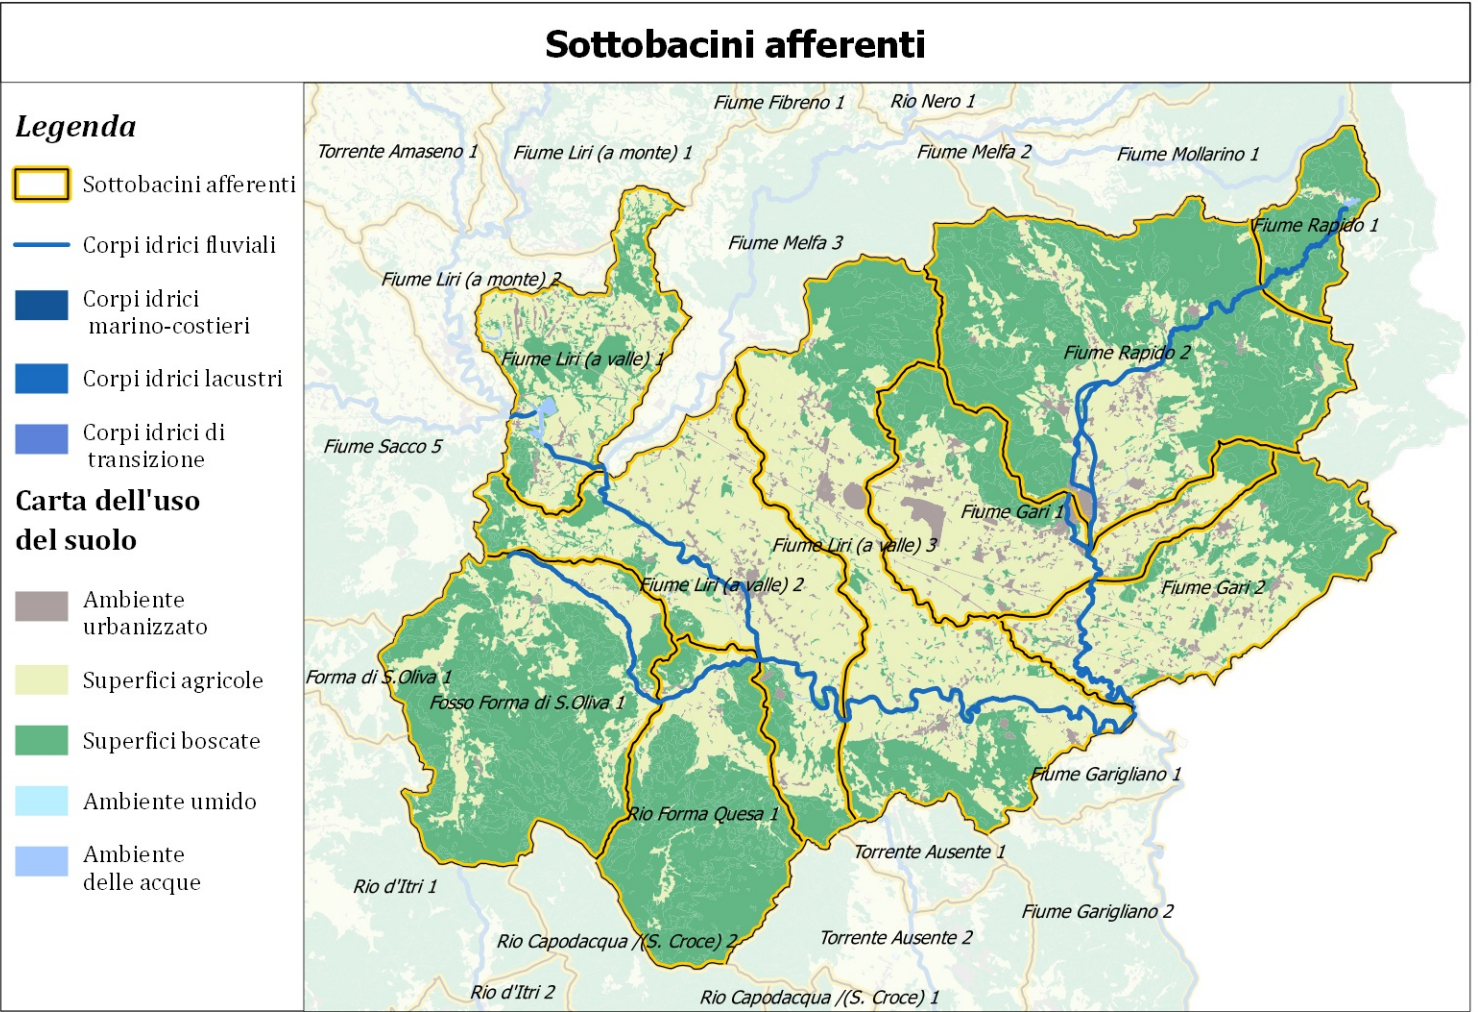 Sottobacini afferenti
Legenda
Sottobacini afferenti
Corpi idrici fluviali
Corpi idrici
marino-costieri
Corpi idrici lacustri
Corpi idrici di
transizione
Carta dell'uso
del suolo
Ambiente
urbanizzato
Superfici agricole
Superfici boscate
Ambiente umido
Ambiente
delle acque
Fiume Fibreno 1
Rio Nero 1
Torrente Amaseno 1
Fiume Liri (a monte) 1
Fiume Melfa 2
Fiume Mollarino 1
Fiume Rapido 1
Fiume Melfa 3
Fiume Liri (a monte) 2
Fiume Rapido 2
Fiume Liri (a valle) 1
Fiume Sacco 5
Fiume Gari 1
Fiume Liri (a valle) 3
Fiume Liri (a valle) 2
Fiume Gari 2
Forma di S.Oliva 1
Fosso Forma di S.Oliva 1
Fiume Garigliano 1
Rio Forma Quesa 1
Torrente Ausente 1
Rio d'Itri 1
Fiume Garigliano 2
Rio Capodacqua /(S. Croce) 2
Torrente Ausente 2
Rio d'Itri 2
Rio Capodacqua /(S. Croce) 1